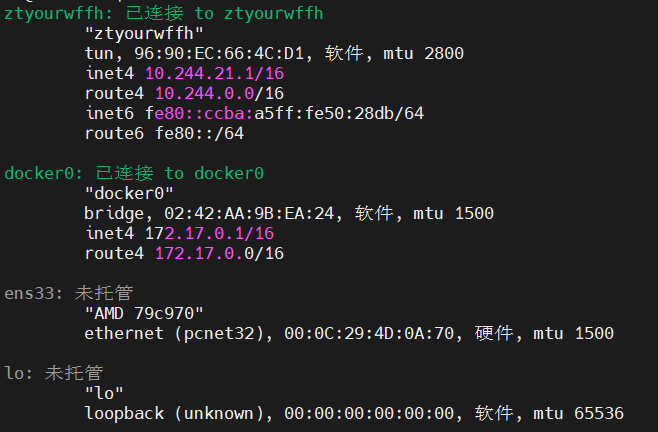 ztyourwffh: 已连接 to ztyourwffh
"ztyourwffh"
tun, 96:90:EC:66:4C:D1, 软件, mtu 2800
inet4 10.244.21.1/16
route4 10.244.0.0/16
inet6 fe80::ccba:a5ff:fe50:28db/64
route6 fe80::/64
docker0: 已连接 to docker0
"docker0"
bridge, 02:42:AA:9B:EA:24, 软件, mtu 1500
inet4 172.17.0.1/16
route4 172.17.0.0/16
ens33: 未托管
"AMD 79c970"
ethernet (pcnet32), 00:0C:29:4D:0A:70, 硬件, mtu 1500
lo: 未托管
"lo"
loopback (unknown), 00:00:00:00:00:00, 软件, mtu 65536